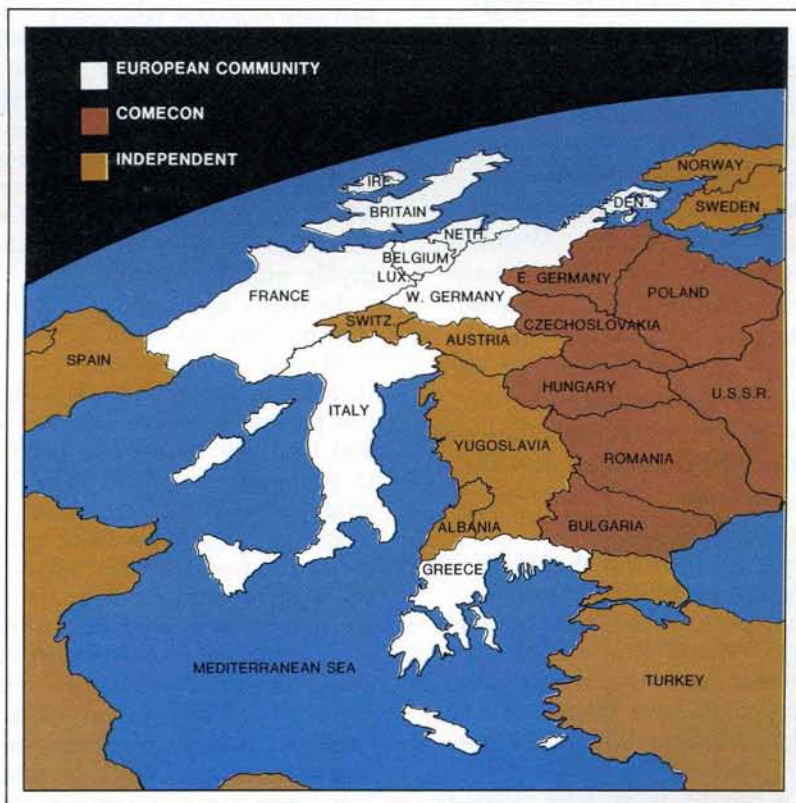 EUROPEAN COMMUNITY
COMECON
INDEPENDENT
NORWAY
IRE.
SWEDEN
DEN.
BRITAIN
NETH.
BELGIUM
LUX.
E. GERMANY
POLAND
FRANCE
W. GERMANY
SWITZ.
CZECHOSLOVAKIA
AUSTRIA
SPAIN
HUNGARY
U.S.S.R.
ITALY
YUGOSLAVIA
ROMANIA
ALBANIA
BULGARIA
GREECE
MEDITERRANEAN SEA
TURKEY